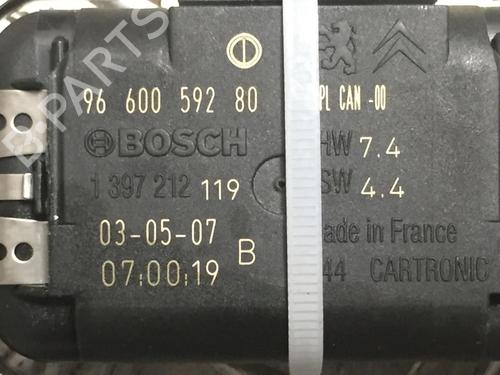 96 600 592 80 PL CAN -00
BOSCH HW 7.4
1 397 212 119 SW 4.4
03-05-07 B ade in France
07:00:19 44 CARTRONIC
B-PARTS